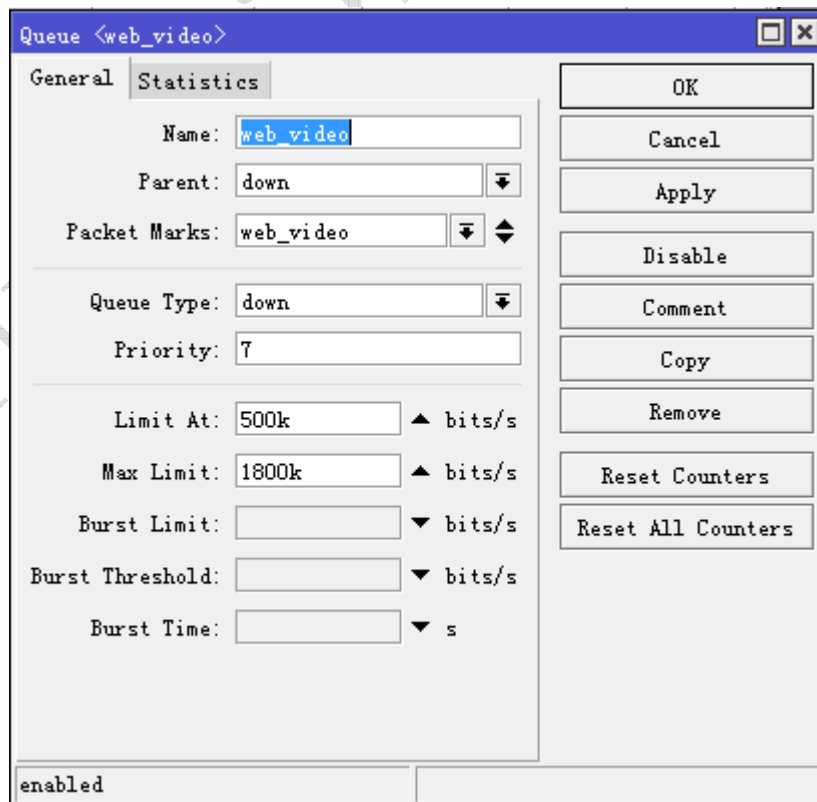 Queue <web_video>
General Statistics
Name: web_video
Parent: down
Packet Marks: web_video
Queue Type: down
Priority: 7
Limit At: 500k bits/s
Max Limit: 1800k bits/s
Burst Limit: bits/s
Burst Threshold: bits/s
Burst Time: s
OK
Cancel
Apply
Disable
Comment
Copy
Remove
Reset Counters
Reset All Counters
enabled